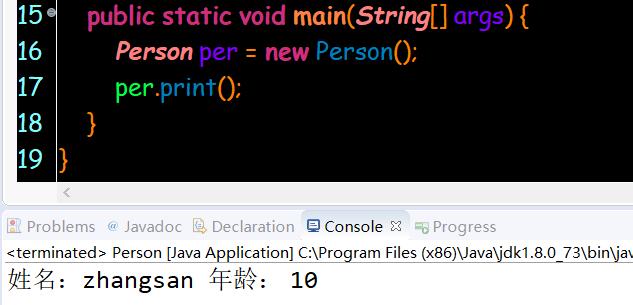 15 public static void main(String[] args) {
16 Person per = new Person();
17 per.print();
18 }
19 }
Problems @ Javadoc Declaration Console Progress
<terminated> Person [Java Application] C:\Program Files (x86)\Java\jdk1.8.0_73\bin\jav
姓名：zhangsan 年龄：10